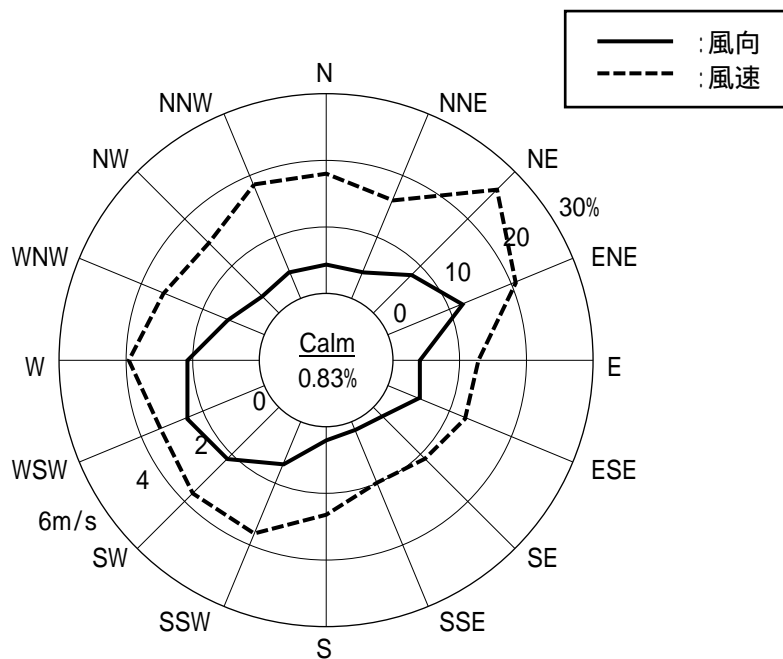 :風向
:風速
N
NNW
NNE
NW
NE
30%
20
WNW
ENE
10
0
Calm
0.83%
W
E
0
2
WSW
4
ESE
6m/s
SW
SE
SSW
SSE
S